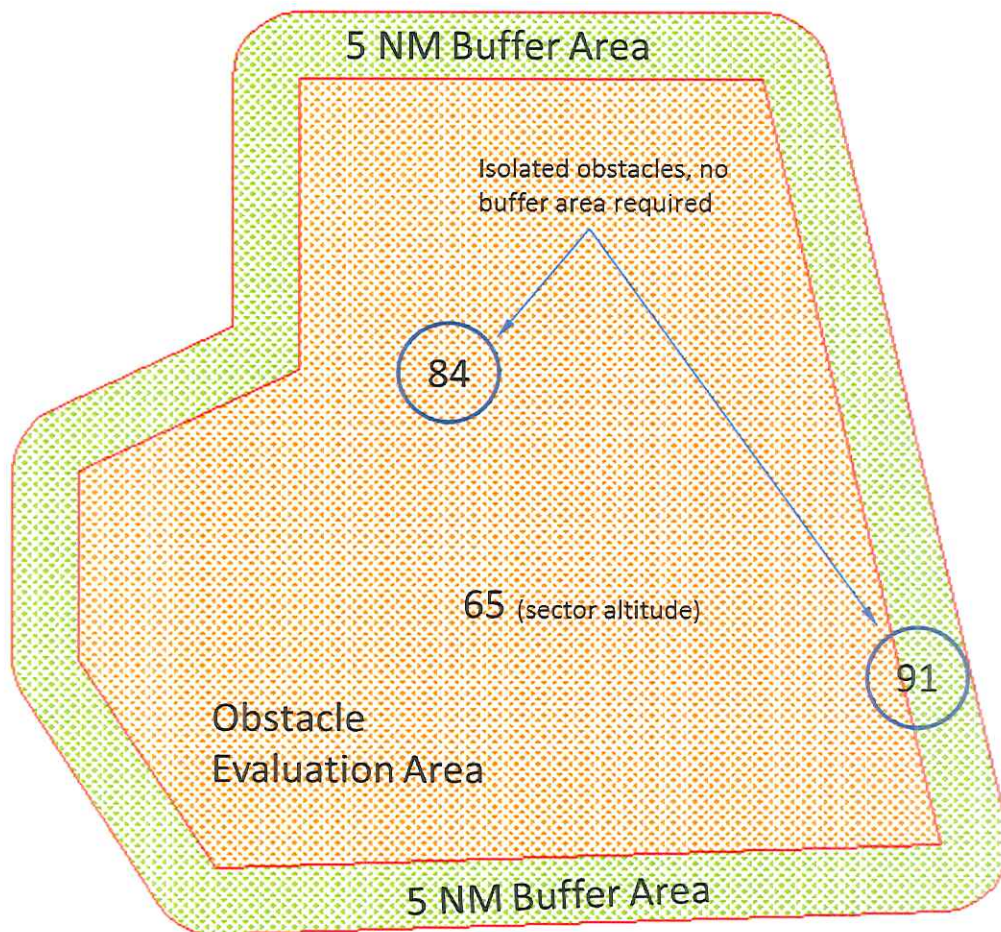 5 NM Buffer Area
Isolated obstacles, no
buffer area required
84
65 (sector altitude)
91
Obstacle
Evaluation Area
5 NM Buffer Area